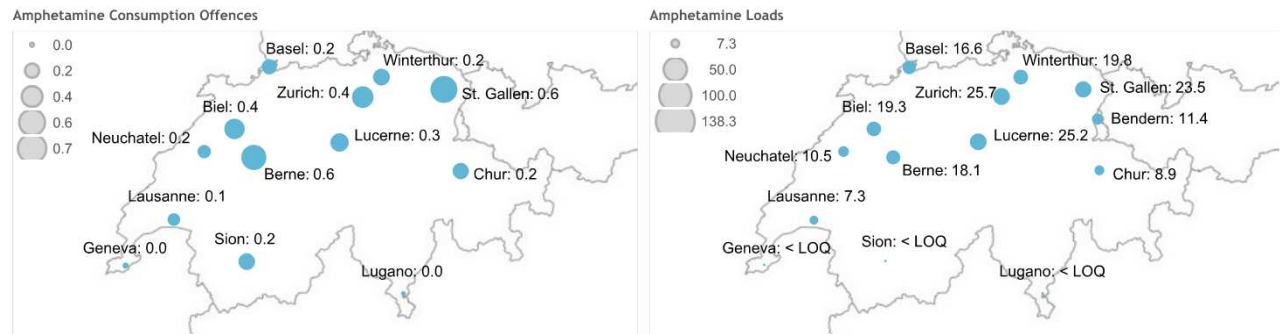 Amphetamine Consumption Offences
0.0
0.2
0.4
0.6
0.7
Basel: 0.2
Winterthur: 0.2
Zurich: 0.4
St. Gallen: 0.6
Biel: 0.4
Neuchatel: 0.2
Lucerne: 0.3
Berne: 0.6
Chur: 0.2
Lausanne: 0.1
Geneva: 0.0
Sion: 0.2
Lugano: 0.0
Amphetamine Loads
7.3
50.0
100.0
138.3
Basel: 16.6
Winterthur: 19.8
Zurich: 25.7
St. Gallen: 23.5
Biel: 19.3
Bendern: 11.4
Neuchatel: 10.5
Lucerne: 25.2
Berne: 18.1
Chur: 8.9
Lausanne: 7.3
Geneva: < LOQ
Sion: < LOQ
Lugano: < LOQ